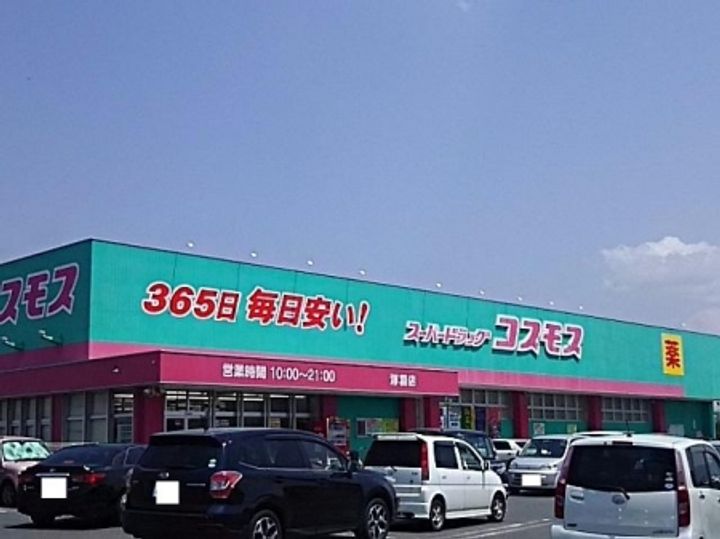 スモス
365日 毎日安い!
スーパードラッグ コスモス
薬
営業時間 10:00〜21:00